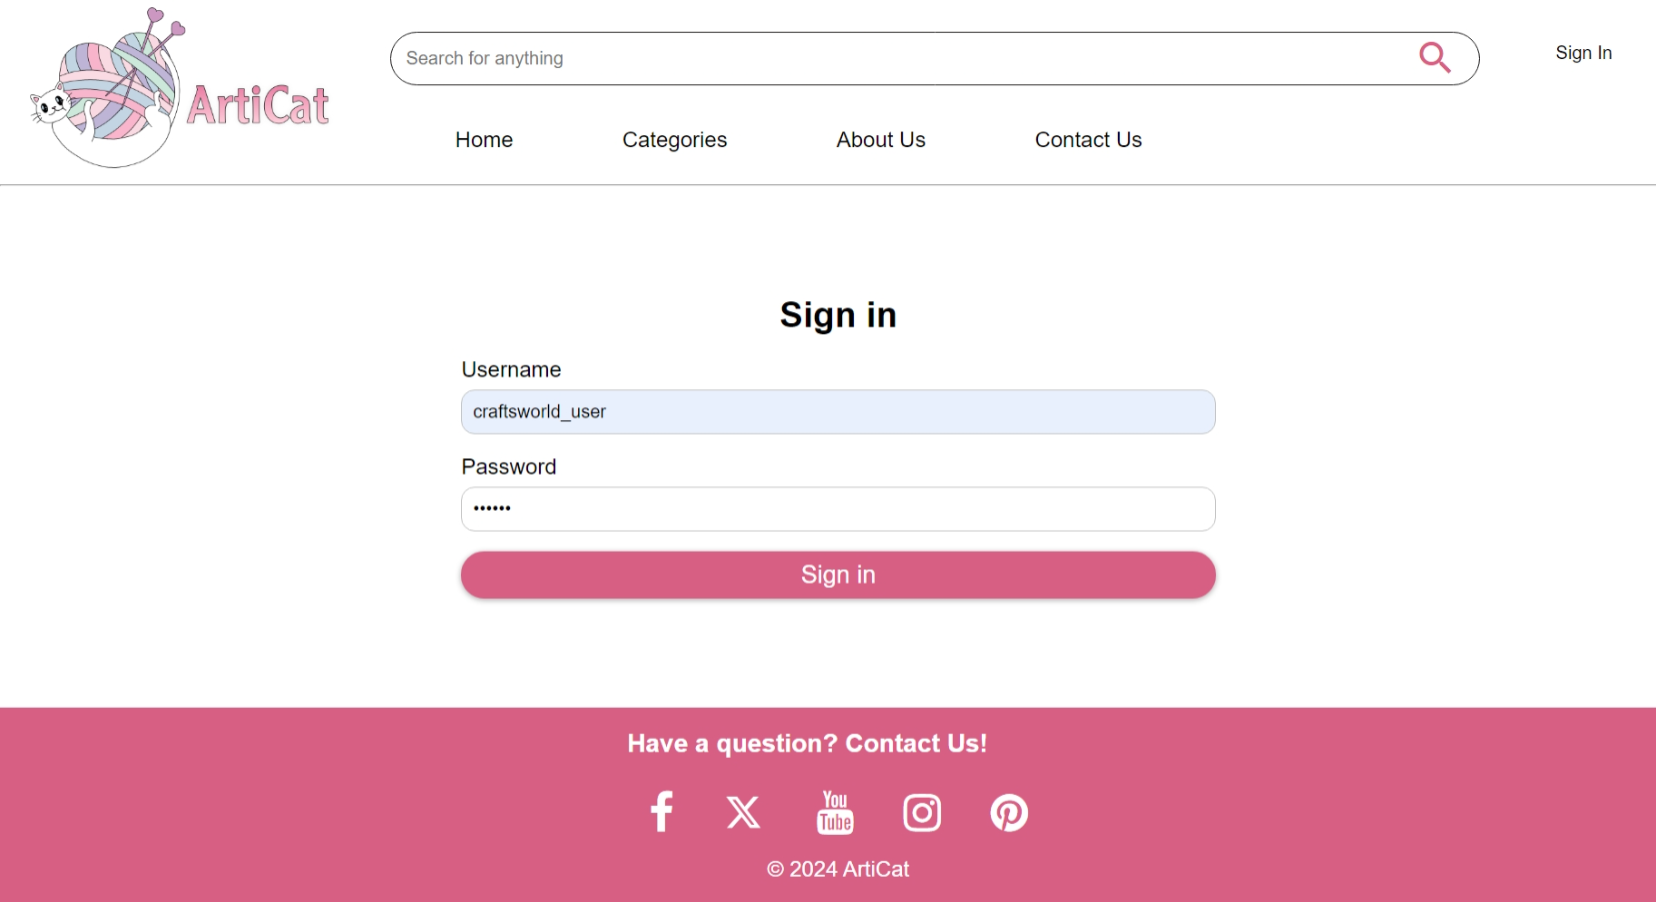 ArtiCat
Search for anything
Sign In
Home
Categories
About Us
Contact Us
Sign in
Username
craftsworld_user
Password
••••••
Sign in
Have a question? Contact Us!
You
Tube
© 2024 ArtiCat